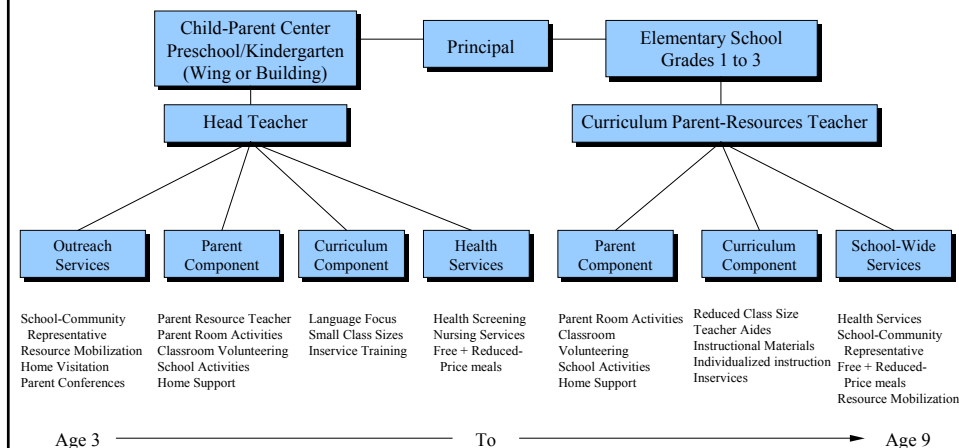 Child-Parent Center
Preschool/Kindergarten
(Wing or Building)
Principal
Elementary School
Grades 1 to 3
Head Teacher
Curriculum Parent-Resources Teacher
Outreach
Services
Parent
Component
Curriculum
Component
Health
Services
Parent
Component
Curriculum
Component
School-Wide
Services
School-Community
Representative
Resource Mobilization
Home Visitation
Parent Conferences
Parent Resource Teacher
Parent Room Activities
Classroom Volunteering
School Activities
Home Support
Language Focus
Small Class Sizes
Inservice Training
Health Screening
Nursing Services
Free + Reduced-
Price meals
Parent Room Activities
Classroom
Volunteering
School Activities
Home Support
Reduced Class Size
Teacher Aides
Instructional Materials
Individualized instruction
Inservices
Health Services
School-Community
Representative
Free + Reduced-
Price meals
Resource Mobilization
Age 3
To
Age 9